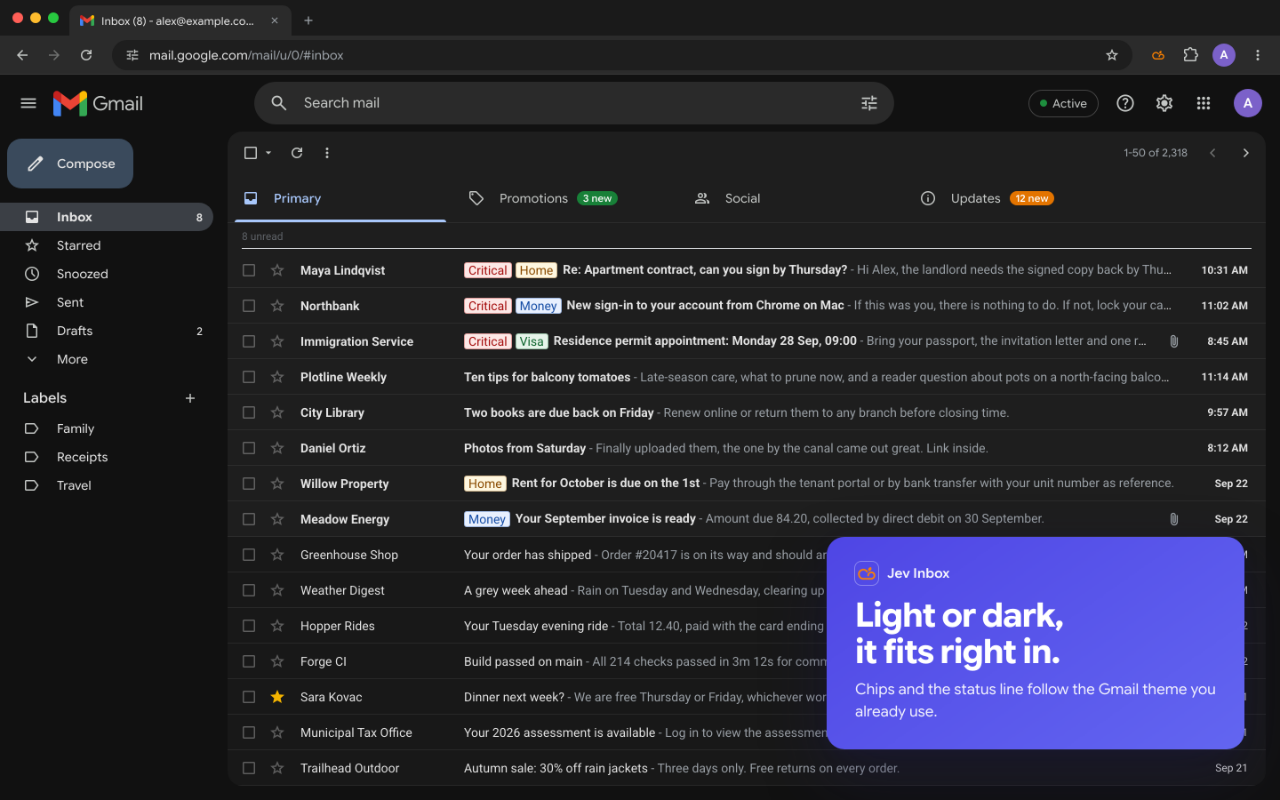 Inbox (8) - alex@example.co...
mail.google.com/mail/u/0/#inbox
A
Gmail
Search mail
Active
A
Compose
1-50 of 2,318
Primary
Promotions 3 new
Social
Updates 12 new
Inbox 8
Starred
Snoozed
Sent
Drafts 2
More
Labels
Family
Receipts
Travel
8 unread
Maya Lindqvist Critical Home Re: Apartment contract, can you sign by Thursday? - Hi Alex, the landlord needs the signed copy back by Thu... 10:31 AM
Northbank Critical Money New sign-in to your account from Chrome on Mac - If this was you, there is nothing to do. If not, lock your ca... 11:02 AM
Immigration Service Critical Visa Residence permit appointment: Monday 28 Sep, 09:00 - Bring your passport, the invitation letter and one r... 8:45 AM
Plotline Weekly Ten tips for balcony tomatoes - Late-season care, what to prune now, and a reader question about pots on a north-facing balco... 11:14 AM
City Library Two books are due back on Friday - Renew online or return them to any branch before closing time. 9:57 AM
Daniel Ortiz Photos from Saturday - Finally uploaded them, the one by the canal came out great. Link inside. 8:12 AM
Willow Property Home Rent for October is due on the 1st - Pay through the tenant portal or by bank transfer with your unit number as reference. Sep 22
Meadow Energy Money Your September invoice is ready - Amount due 84.20, collected by direct debit on 30 September. Sep 22
Greenhouse Shop Your order has shipped - Order #20417 is on its way and should
Weather Digest A grey week ahead - Rain on Tuesday and Wednesday, clearing up
Hopper Rides Your Tuesday evening ride - Total 12.40, paid with the card ending
Forge CI Build passed on main - All 214 checks passed in 3m 12s for
Sara Kovac Dinner next week? - We are free Thursday or Friday, whichever
Municipal Tax Office Your 2026 assessment is available - Log in to view the
Trailhead Outdoor Autumn sale: 30% off rain jackets - Three days only. Free returns on every order. Sep 21
Jev Inbox
Light or dark,
it fits right in.
Chips and the status line follow the Gmail theme you
already use.